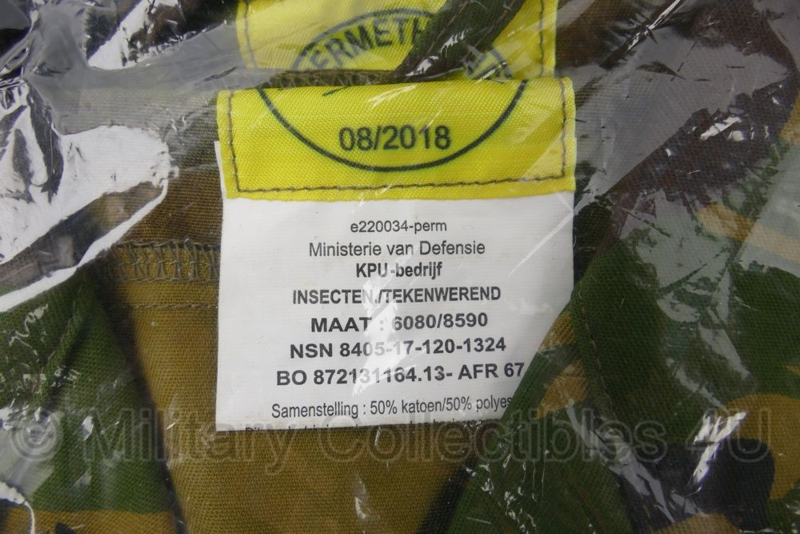 08/2018
e220034-perm
Ministerie van Defensie
KPU-bedrijf
INSECTEN./TEKENWEREND
MAAT : 6080/8590
NSN 8405-17-120-1324
BO 872131164.13- AFR 67
Samenstelling : 50% katoen/50% polyes
© Military Collectibles 4U